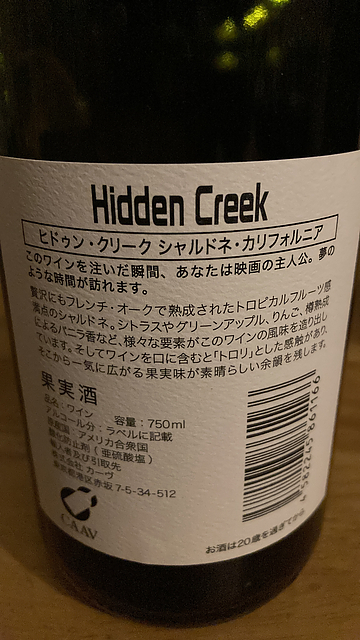 Hidden Creek
ヒドゥン・クリーク シャルドネ・カリフォルニア
このワインを注いだ瞬間、あなたは映画の主人公。夢の
ような時間が訪れます。
贅沢にもフレンチ・オークで熟成されたトロピカルフルーツ感
満点のシャルドネ。シトラスやグリーンアップル、りんご、樽熟成
によるバニラ香など、様々な要素がこのワインの風味を造り出し
ています。そしてワインを口に含むと「トロリ」とした感触があり、
そこから一気に広がる果実味が素晴らしい余韻を残します。
果実酒
品名：ワイン 容量：750ml
アルコール分：ラベルに記載
原産国：アメリカ合衆国
酸化防止剤（亜硫酸塩）
輸入者及び引取先
株式会社 カーヴ
東京都港区赤坂 7-5-34-512
CAAV
お酒は20歳を過ぎてから